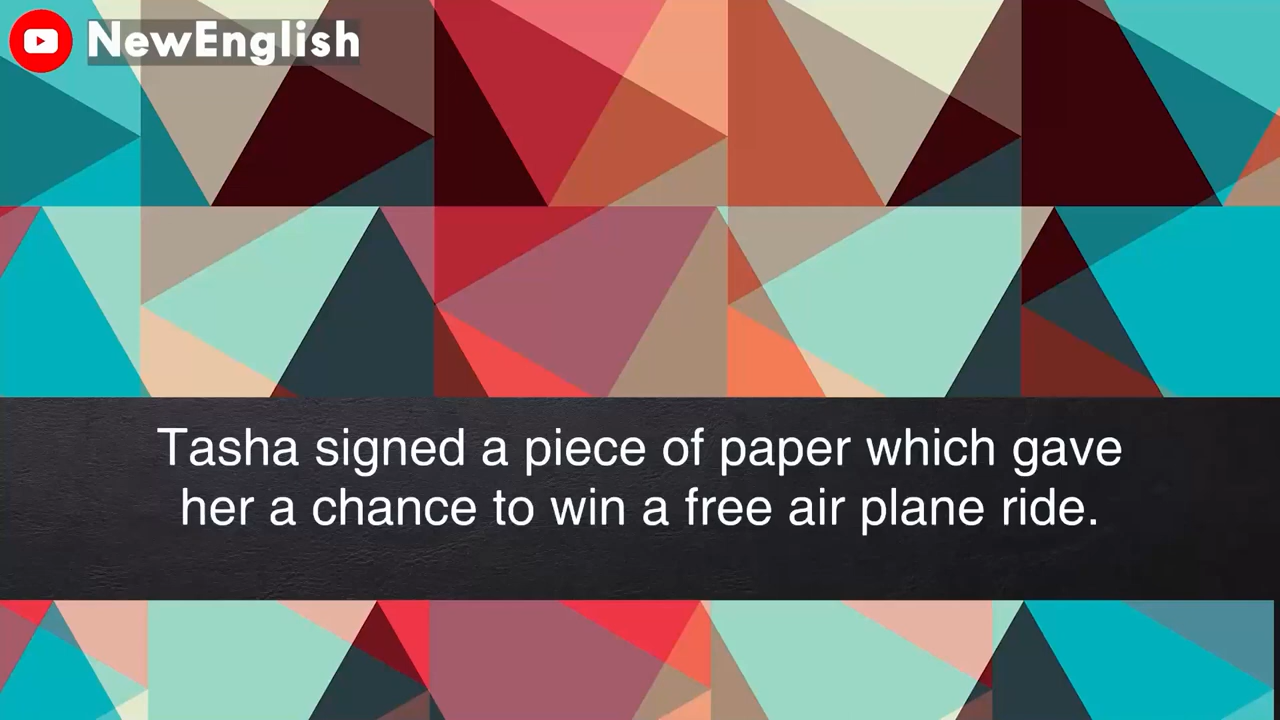 NewEnglish
Tasha signed a piece of paper which gave
her a chance to win a free air plane ride.